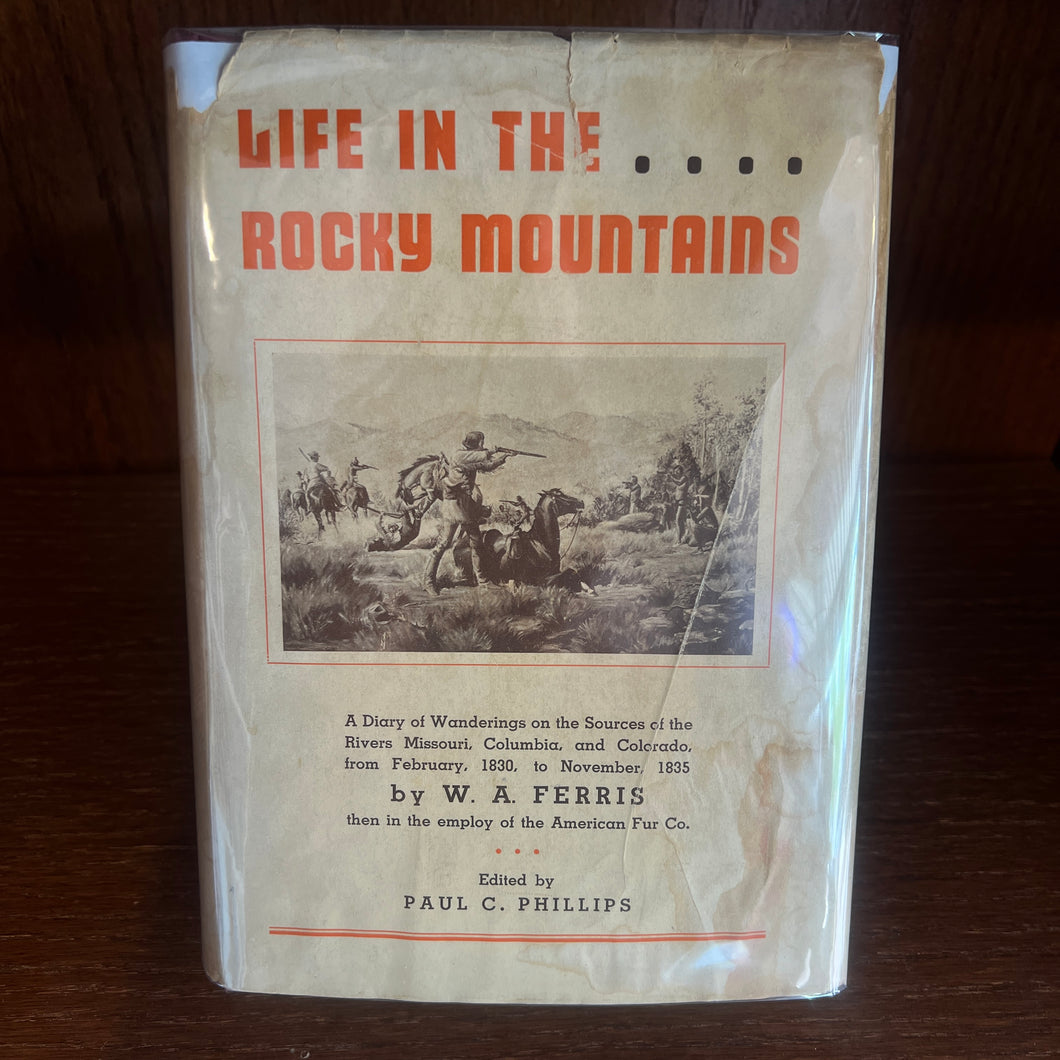 LIFE IN THE ....
ROCKY MOUNTAINS
A Diary of Wanderings on the Sources of the
Rivers Missouri, Columbia, and Colorado,
from February, 1830, to November, 1835
by W. A. FERRIS
then in the employ of the American Fur Co.
Edited by
PAUL C. PHILLIPS